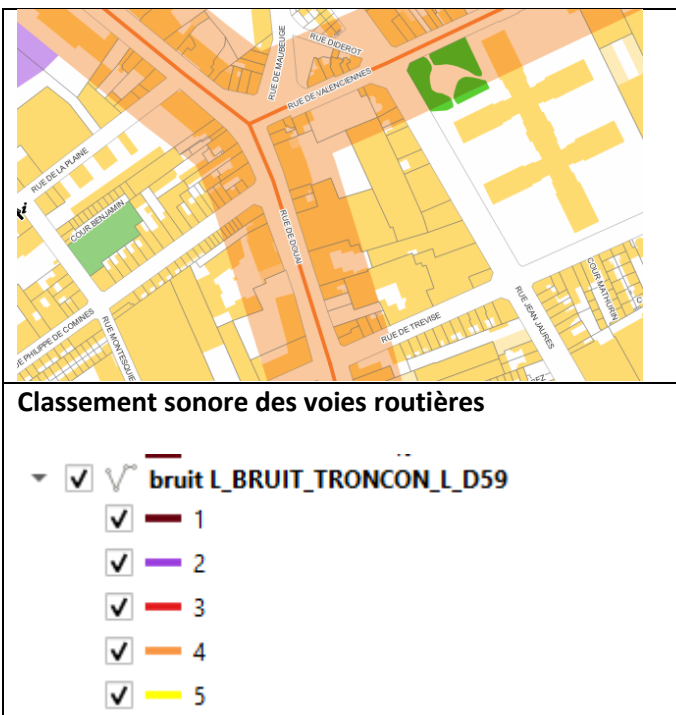 RUE DIDEROT
RUE DE MAUBEUGE
RUE DE VALENCIENNES
RUE DE LA PLAINE
COUR BENJAMIN
RUE DE DOUAI
COUR MATHURIN
RUE PHILIPPE DE COMINES
RUE MONTESQUIE
RUE DE TREVISE
RUE JEAN JAURES
Classement sonore des voies routières
bruit L_BRUIT_TRONCON_L_D59
1
2
3
4
5